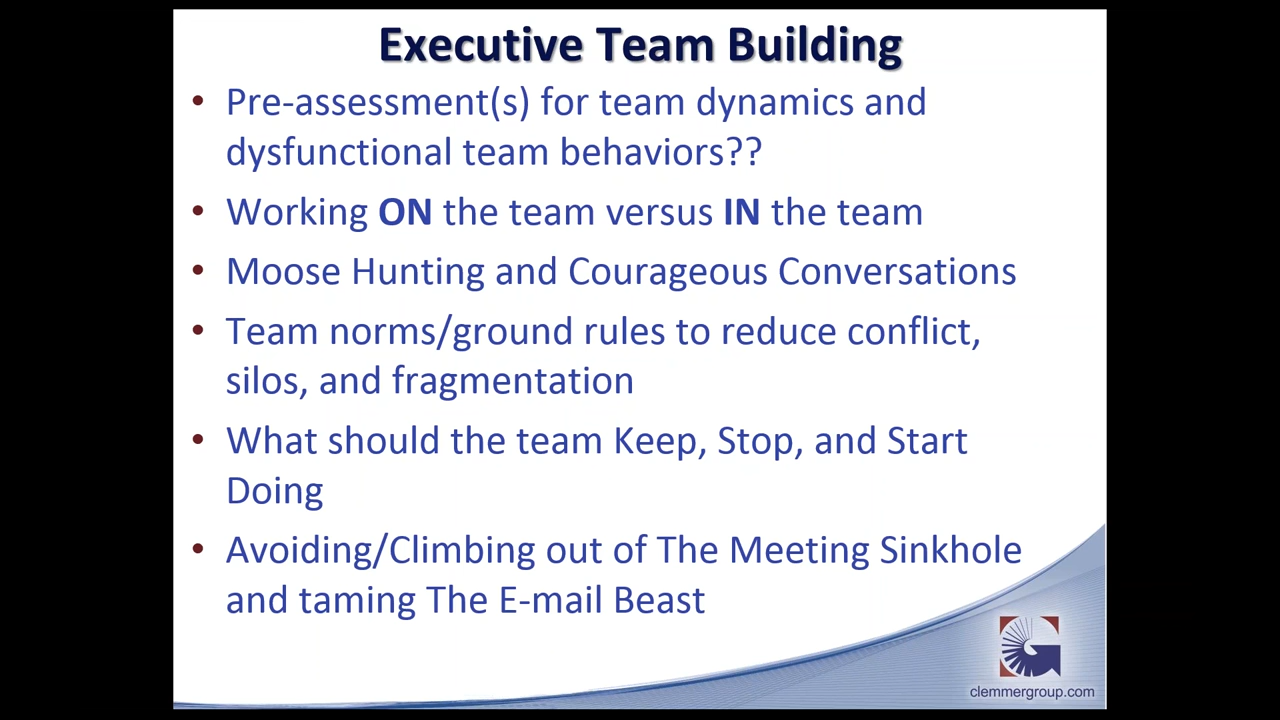 Executive Team Building
• Pre-assessment(s) for team dynamics and
dysfunctional team behaviors??
• Working ON the team versus IN the team
• Moose Hunting and Courageous Conversations
• Team norms/ground rules to reduce conflict,
silos, and fragmentation
• What should the team Keep, Stop, and Start
Doing
• Avoiding/Climbing out of The Meeting Sinkhole
and taming The E-mail Beast
clemmergroup.com